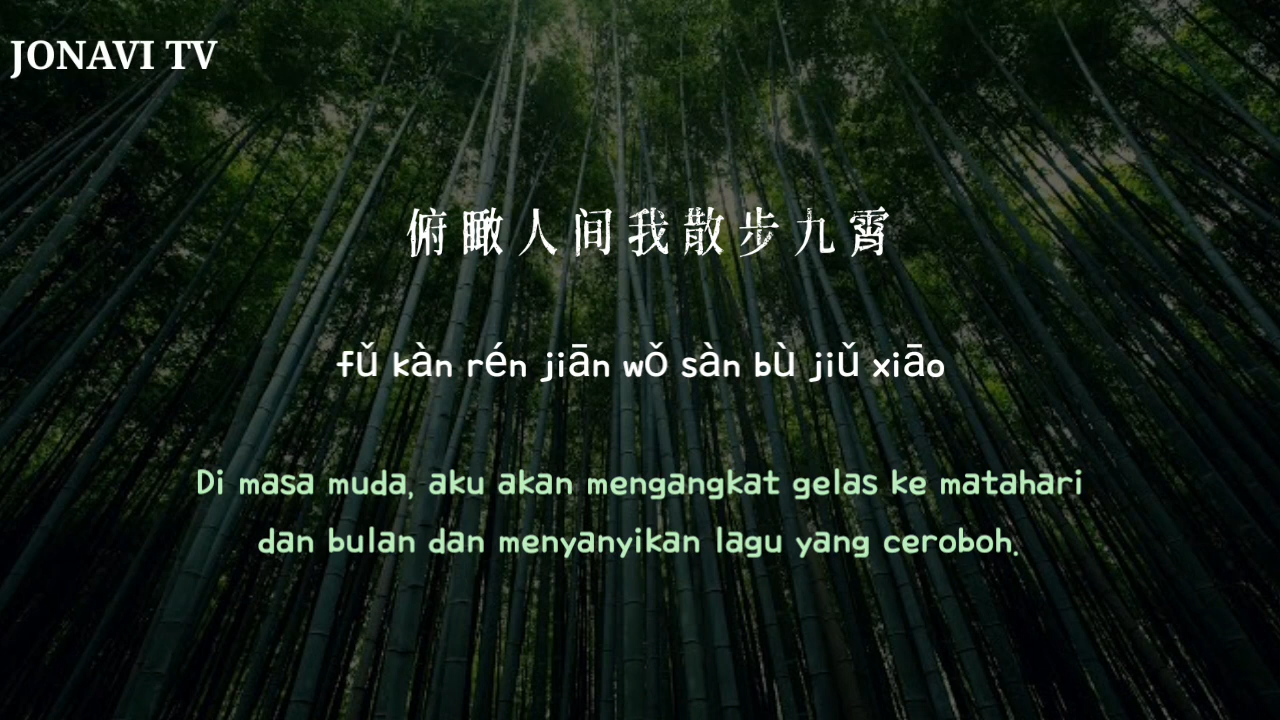 JONAVI TV
俯瞰人间我散步九霄
fǔ kàn rén jiān wǒ sàn bù jiǔ xiāo
Di masa muda, aku akan mengangkat gelas ke matahari
dan bulan dan menyanyikan lagu yang ceroboh.